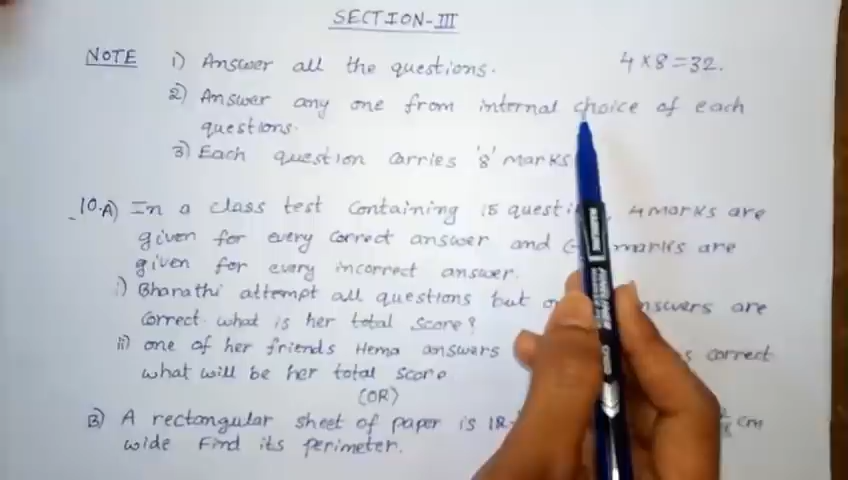 SECTION-III
NOTE 1) Answer all the questions. 4×8=32.
2) Answer any one from internal choice of each
questions.
3) Each question carries '8' marks
10.A) In a class test containing 15 4 marks are
given for every correct answer and marks are
given for every incorrect answer.
i) Bharathi attempt all questions but are
correct. what is her total score?
ii) one of her friends Hema answers correct
what will be her total score
(OR)
B) A rectangular sheet of paper is cm
wide Find its perimeter.